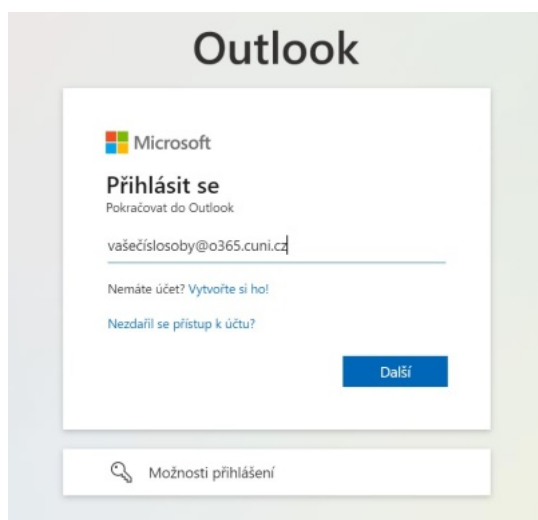 Outlook
Microsoft
Přihlásit se
Pokračovat do Outlook
vašečíslosoby@o365.cuni.cz
Nemáte účet? Vytvořte si ho!
Nezdařil se přístup k účtu?
Další
Možnosti přihlášení